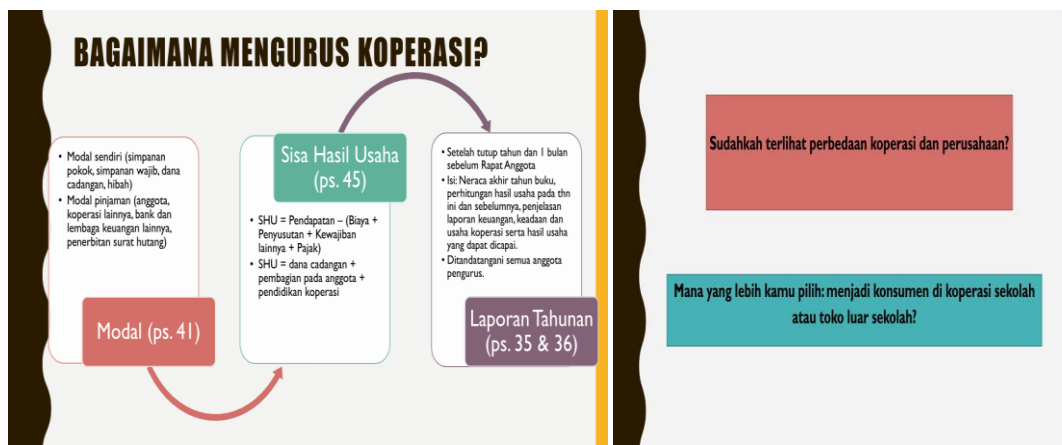 BAGAIMANA MENGURUS KOPERASI?
• Modal sendiri (simpanan
pokok, simpanan wajib, dana
cadangan, hibah)
• Modal pinjaman (anggota,
koperasi lainnya, bank dan
lembaga keuangan lainnya,
penerbitan surat hutang)
Modal (ps. 41)
Sisa Hasil Usaha
(ps. 45)
• SHU = Pendapatan – (Biaya +
Penyusutan + Kewajiban
lainnya + Pajak)
• SHU = dana cadangan +
pembagian pada anggota +
pendidikan koperasi
• Setelah tutup tahun dan 1 bulan
sebelum Rapat Anggota
• Isi: Neraca akhir tahun buku,
perhitungan hasil usaha pada thn
ini dan sebelumnya, penjelasan
laporan keuangan, keadaan dan
usaha koperasi serta hasil usaha
yang dapat dicapai.
• Ditandatangani semua anggota
pengurus.
Laporan Tahunan
(ps. 35 & 36)
Sudahkah terlihat perbedaan koperasi dan perusahaan?
Mana yang lebih kamu pilih: menjadi konsumen di koperasi sekolah
atau toko luar sekolah?